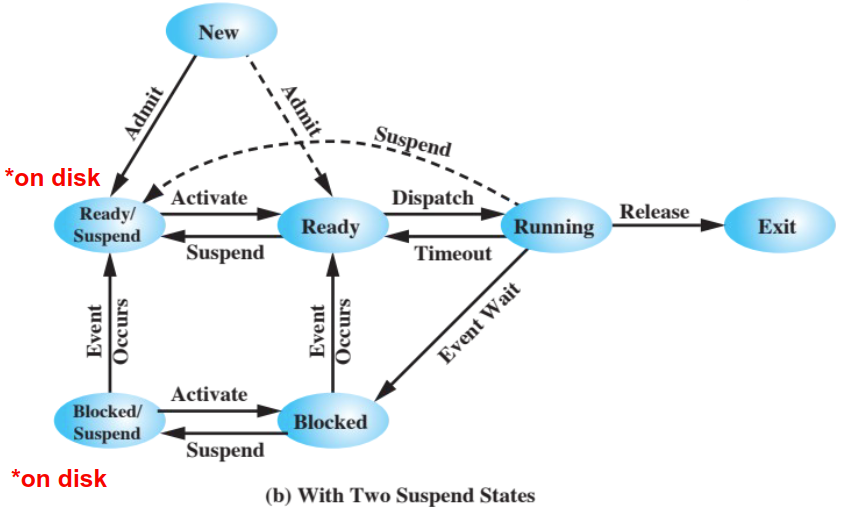 New
Admit
Admit
Suspend
*on disk
Ready/
Suspend
Activate
Suspend
Ready
Dispatch
Timeout
Running
Release
Exit
Event
Occurs
Event
Occurs
Event Wait
Blocked/
Suspend
Activate
Suspend
Blocked
*on disk
(b) With Two Suspend States